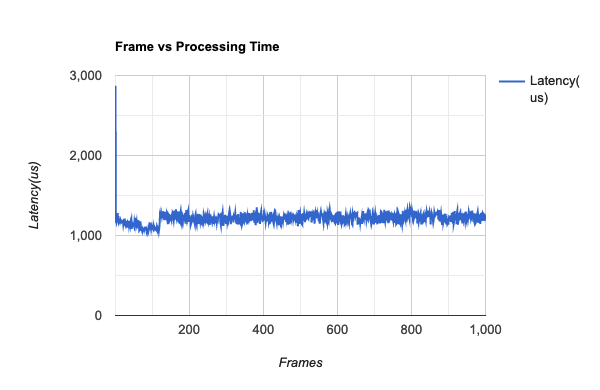 Frame vs Processing Time
3,000
2,000
1,000
0
Latency(us)
200 400 600 800 1,000
Frames
Latency(
us)